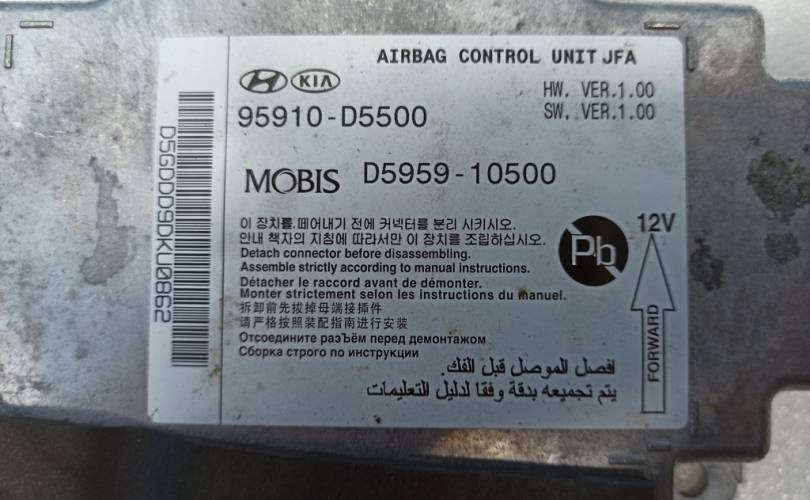 AIRBAG CONTROL UNIT JFA
HYUNDAI KIA
HW. VER.1.00
95910-D5500
SW. VER.1.00
MOBIS D5959-10500
D5GDDD9DKU0862
이 장치를 떼어내기 전에 커넥터를 분리 시키시오.
안내 책자의 지침에 따라서만 이 장치를 조립하십시오.
Detach connector before disassembling.
Assemble strictly according to manual instructions.
Détacher le raccord avant de démonter.
Monter strictement selon les instructions du manuel.
拆卸前先拔掉母端接插件
请严格按照装配指南进行安装
Отсоедините разЪём перед демонтажом
Сборка строго по инструкции
افصل الموصل قبل الفك.
يتم تجميعه بدقة وفقا لدليل التعليمات
Pb
12V
FORWARD